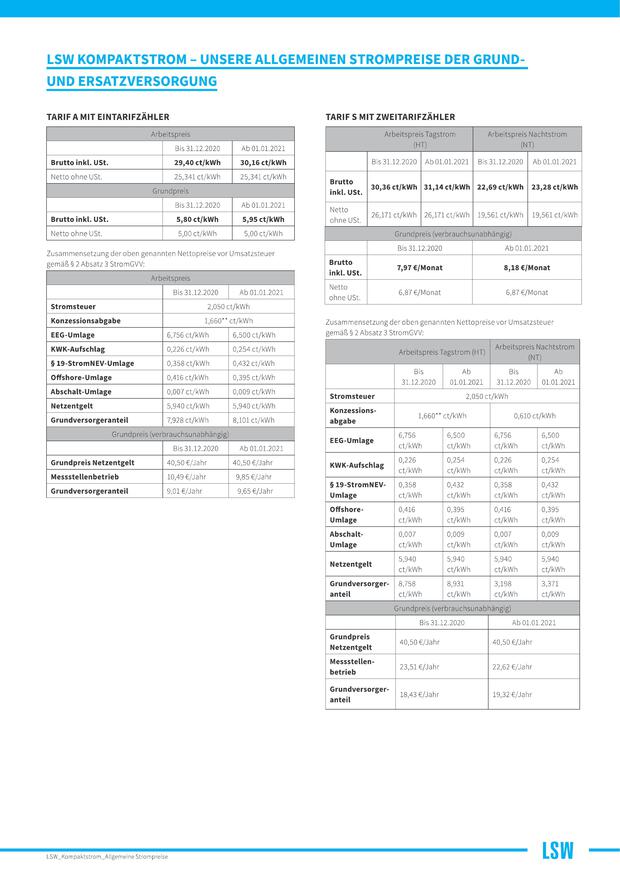 LSW KOMPAKTSTROM – UNSERE ALLGEMEINEN STROMPREISE DER GRUND-
UND ERSATZVERSORGUNG
TARIF A MIT EINTARIFZÄHLER
Arbeitspreis
Bis 31.12.2020 Ab 01.01.2021
Brutto inkl. USt. 29,40 ct/kWh 30,16 ct/kWh
Netto ohne USt. 25,341 ct/kWh 25,341 ct/kWh
Grundpreis
Bis 31.12.2020 Ab 01.01.2021
Brutto inkl. USt. 5,80 ct/kWh 5,95 ct/kWh
Netto ohne USt. 5,00 ct/kWh 5,00 ct/kWh
Zusammensetzung der oben genannten Nettopreise vor Umsatzsteuer
gemäß § 2 Absatz 3 StromGVV:
Arbeitspreis
Bis 31.12.2020 Ab 01.01.2021
Stromsteuer 2,050 ct/kWh
Konzessionsabgabe 1,660** ct/kWh
EEG-Umlage 6,756 ct/kWh 6,500 ct/kWh
KWK-Aufschlag 0,226 ct/kWh 0,254 ct/kWh
§ 19-StromNEV-Umlage 0,358 ct/kWh 0,432 ct/kWh
Offshore-Umlage 0,416 ct/kWh 0,395 ct/kWh
Abschalt-Umlage 0,007 ct/kWh 0,009 ct/kWh
Netzentgelt 5,940 ct/kWh 5,940 ct/kWh
Grundversorgeranteil 7,928 ct/kWh 8,101 ct/kWh
Grundpreis (verbrauchsunabhängig)
Bis 31.12.2020 Ab 01.01.2021
Grundpreis Netzentgelt 40,50 €/Jahr 40,50 €/Jahr
Messstellenbetrieb 10,49 €/Jahr 9,85 €/Jahr
Grundversorgeranteil 9,01 €/Jahr 9,65 €/Jahr
TARIF S MIT ZWEITARIFZÄHLER
Arbeitspreis Tagstrom Arbeitspreis Nachtstrom
(HT) (NT)
Bis 31.12.2020 Ab 01.01.2021 Bis 31.12.2020 Ab 01.01.2021
Brutto
inkl. USt. 30,36 ct/kWh 31,14 ct/kWh 22,69 ct/kWh 23,28 ct/kWh
Netto
ohne USt. 26,171 ct/kWh 26,171 ct/kWh 19,561 ct/kWh 19,561 ct/kWh
Grundpreis (verbrauchsunabhängig)
Bis 31.12.2020 Ab 01.01.2021
Brutto
inkl. USt. 7,97 €/Monat 8,18 €/Monat
Netto
ohne USt. 6,87 €/Monat 6,87 €/Monat
Zusammensetzung der oben genannten Nettopreise vor Umsatzsteuer
gemäß § 2 Absatz 3 StromGVV:
Arbeitspreis Tagstrom (HT) Arbeitspreis Nachtstrom
(NT)
Bis Ab Bis Ab
31.12.2020 01.01.2021 31.12.2020 01.01.2021
Stromsteuer 2,050 ct/kWh
Konzessions-
abgabe 1,660** ct/kWh 0,610 ct/kWh
EEG-Umlage 6,756 6,500 6,756 6,500
ct/kWh ct/kWh ct/kWh ct/kWh
KWK-Aufschlag 0,226 0,254 0,226 0,254
ct/kWh ct/kWh ct/kWh ct/kWh
§ 19-StromNEV- 0,358 0,432 0,358 0,432
Umlage ct/kWh ct/kWh ct/kWh ct/kWh
Offshore- 0,416 0,395 0,416 0,395
Umlage ct/kWh ct/kWh ct/kWh ct/kWh
Abschalt- 0,007 0,009 0,007 0,009
Umlage ct/kWh ct/kWh ct/kWh ct/kWh
Netzentgelt 5,940 5,940 5,940 5,940
ct/kWh ct/kWh ct/kWh ct/kWh
Grundversorger- 8,758 8,931 3,198 3,371
anteil ct/kWh ct/kWh ct/kWh ct/kWh
Grundpreis (verbrauchsunabhängig)
Bis 31.12.2020 Ab 01.01.2021
Grundpreis
Netzentgelt 40,50 €/Jahr 40,50 €/Jahr
Messstellen-
betrieb 23,51 €/Jahr 22,62 €/Jahr
Grundversorger-
anteil 18,43 €/Jahr 19,32 €/Jahr
LSW_Kompaktstrom_Allgemeine Strompreise
LSW